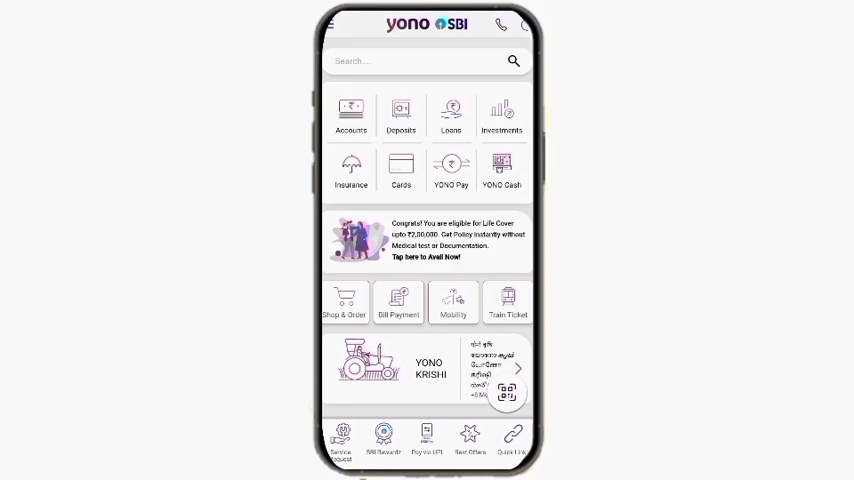 yono SBI
Search....
Accounts
Deposits
Loans
Investments
Insurance
Cards
YONO Pay
YONO Cash
Congrats! You are eligible for Life Cover
upto ₹2,00,000. Get Policy Instantly without
Medical test or Documentation.
Tap here to Avail Now!
Shop & Order
Bill Payment
Mobility
Train Ticket
YONO
KRISHI
योनो कृषि
Service
Request
SBI Rewardz
Pay via UPI
Best Offers
Quick Link